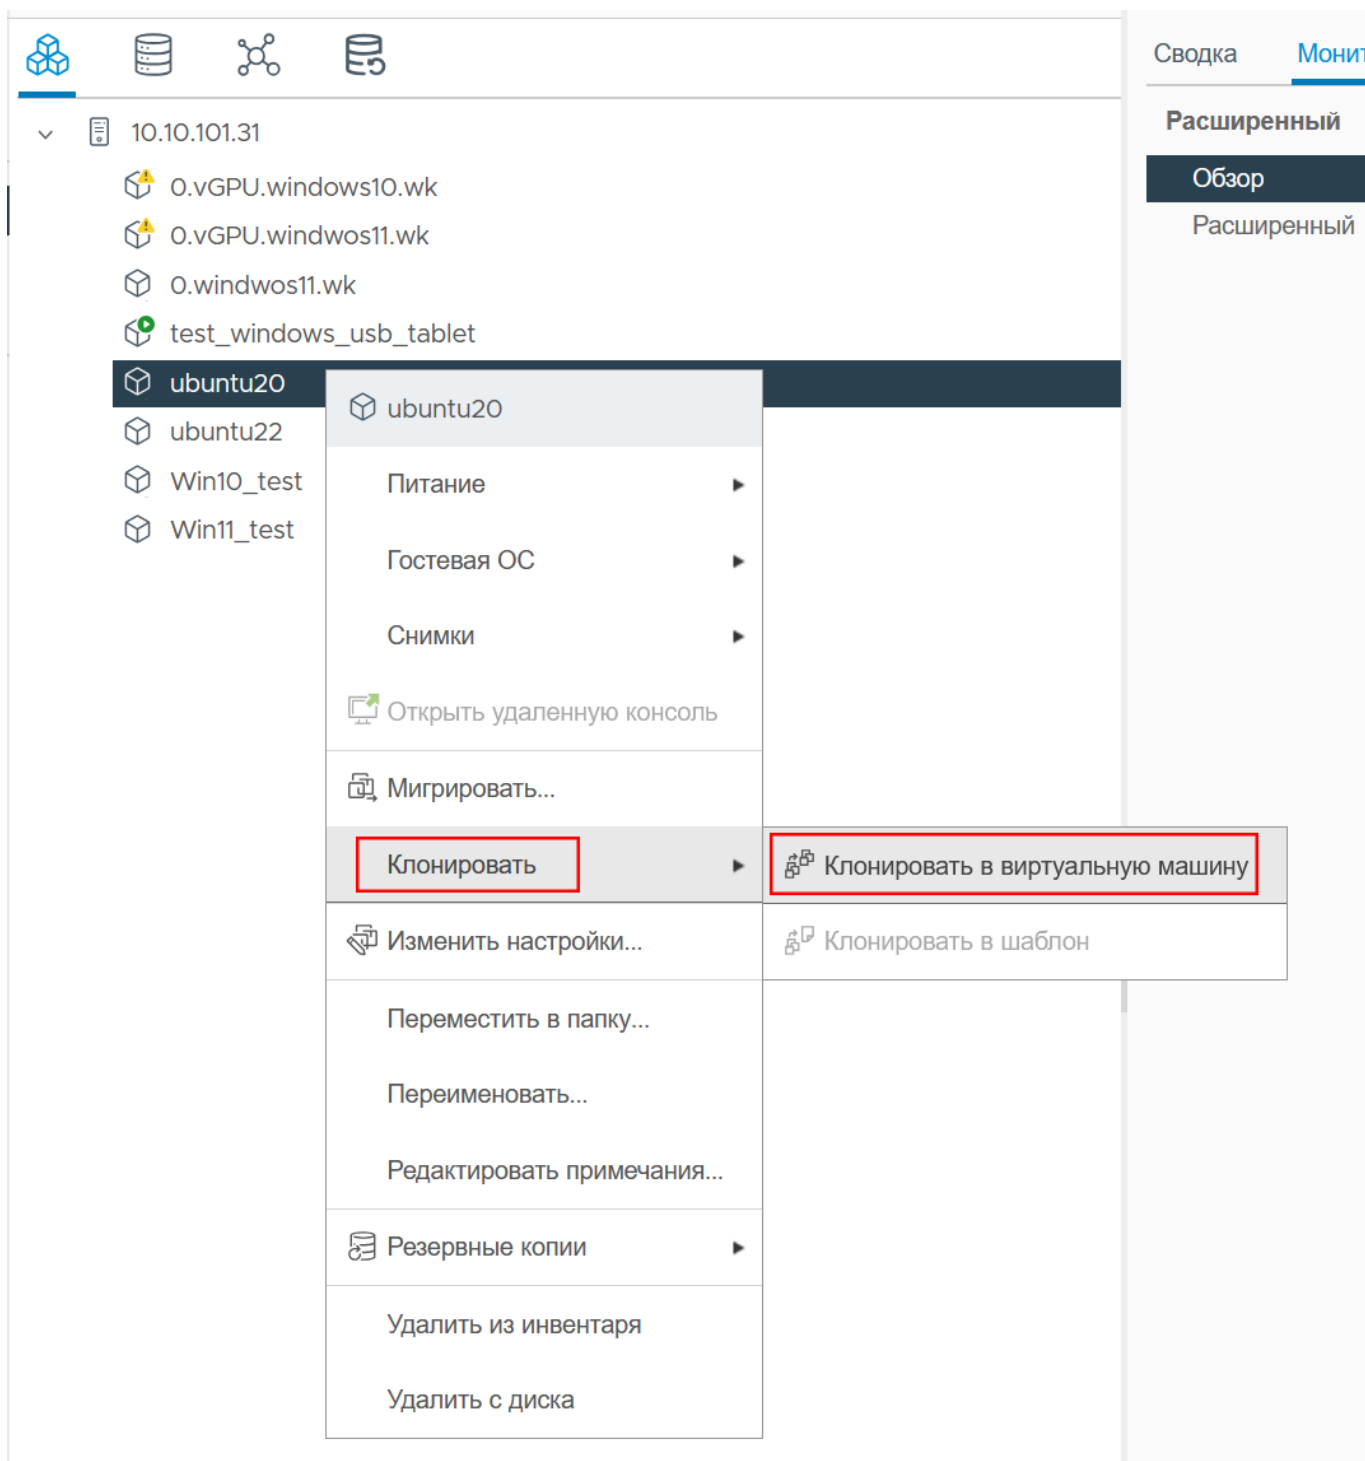 Сводка
Монит
Расширенный
Обзор
Расширенный
10.10.101.31
0.vGPU.windows10.wk
0.vGPU.windwos11.wk
0.windwos11.wk
test_windows_usb_tablet
ubuntu20
ubuntu22
Win10_test
Win11_test
ubuntu20
Питание
Гостевая ОС
Снимки
Открыть удаленную консоль
Мигрировать...
Клонировать
Клонировать в виртуальную машину
Клонировать в шаблон
Изменить настройки...
Переместить в папку...
Переименовать...
Редактировать примечания...
Резервные копии
Удалить из инвентаря
Удалить с диска